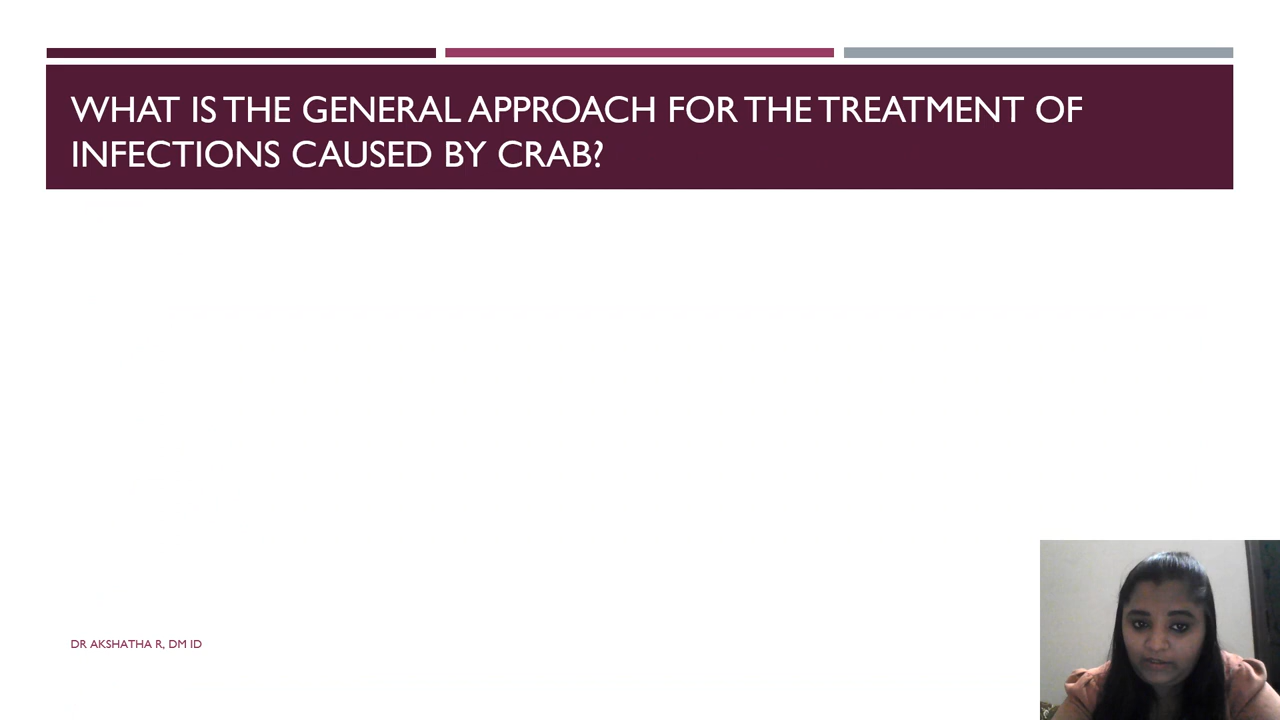 WHAT IS THE GENERAL APPROACH FOR THE TREATMENT OF
INFECTIONS CAUSED BY CRAB?
DR AKSHATHA R, DM ID